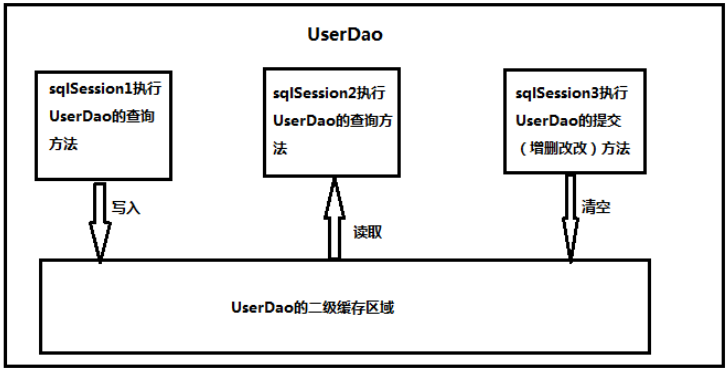 UserDao
sqlSession1执行
UserDao的查询
方法
sqlSession2执行
UserDao的查询方
法
sqlSession3执行
UserDao的提交
（增删改改）方法
写入
读取
清空
UserDao的二级缓存区域